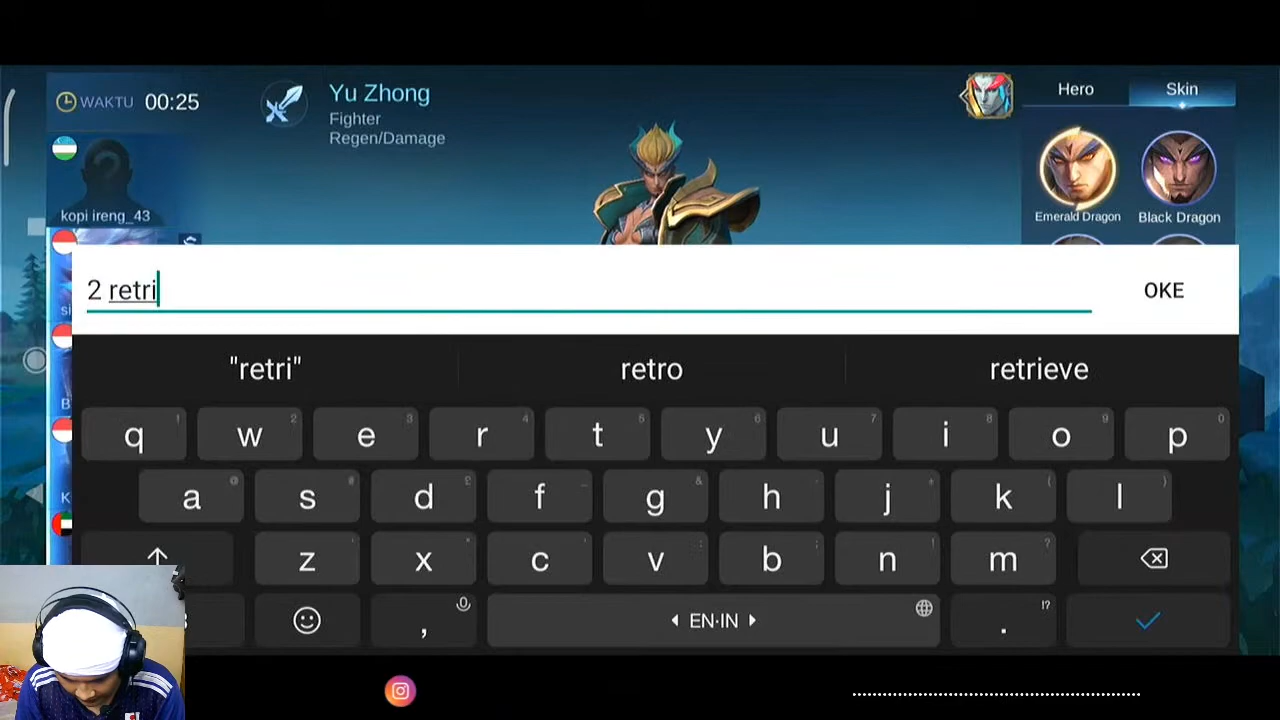 WAKTU 00:25
Yu Zhong
Fighter
Regen/Damage
Hero
Skin
kopi ireng_43
Emerald Dragon
Black Dragon
2 retri
OKE
"retri"
retro
retrieve
q w e r t y u i o p
a s d f g h j k l
z x c v b n m
, EN-IN . !?